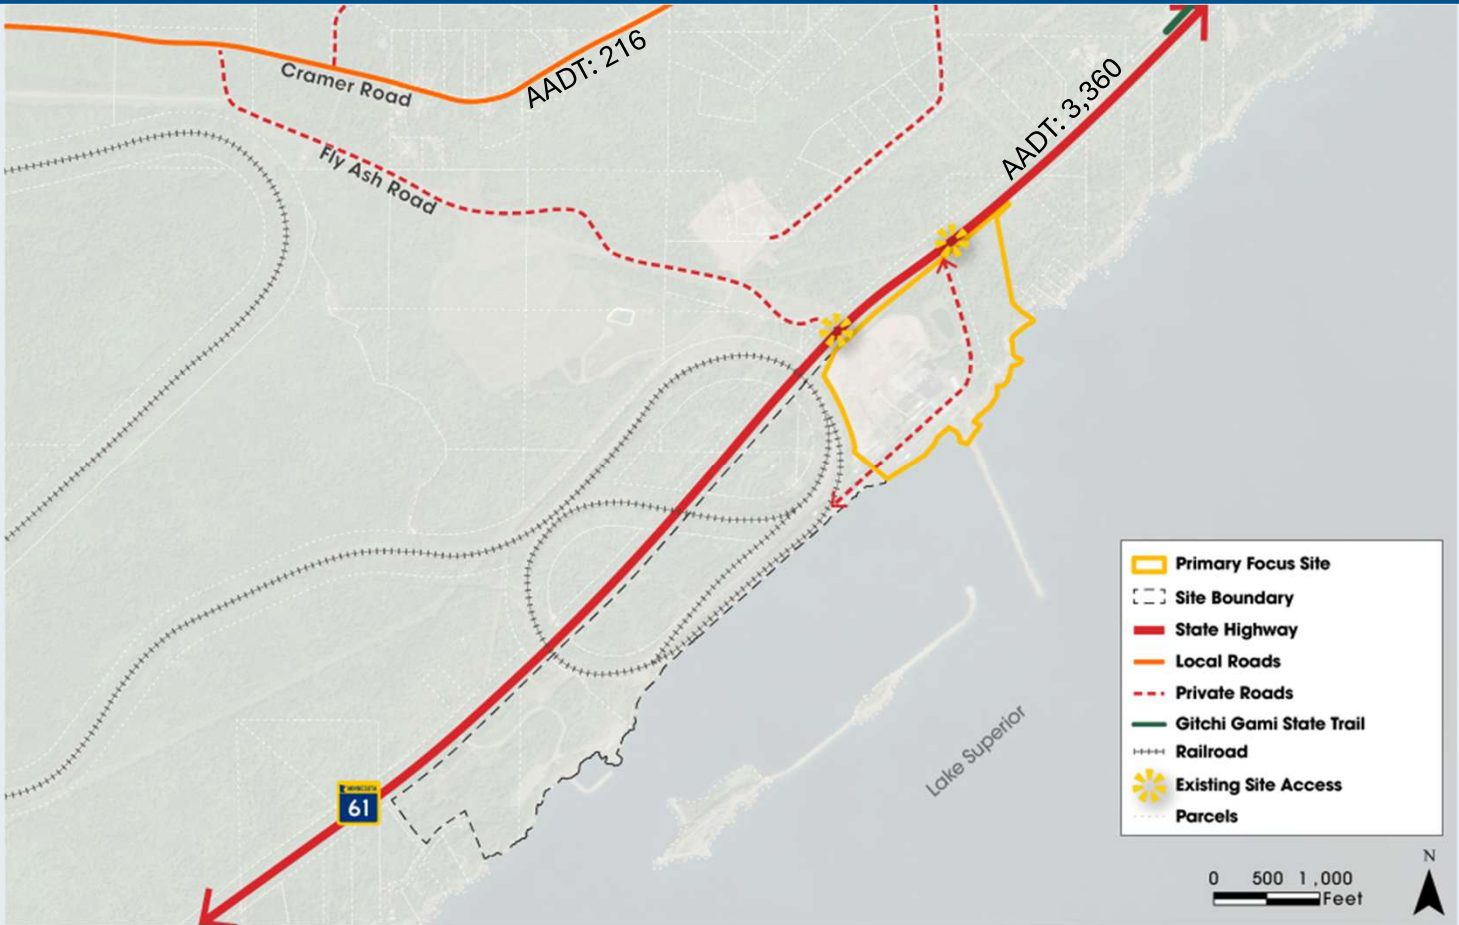 AADT: 216
Cramer Road
AADT: 3,360
Fly Ash Road
Primary Focus Site
Site Boundary
State Highway
Local Roads
Private Roads
Gitchi Gami State Trail
Railroad
Existing Site Access
Parcels
Lake Superior
MINNESOTA
61
N
0 500 1,000
Feet